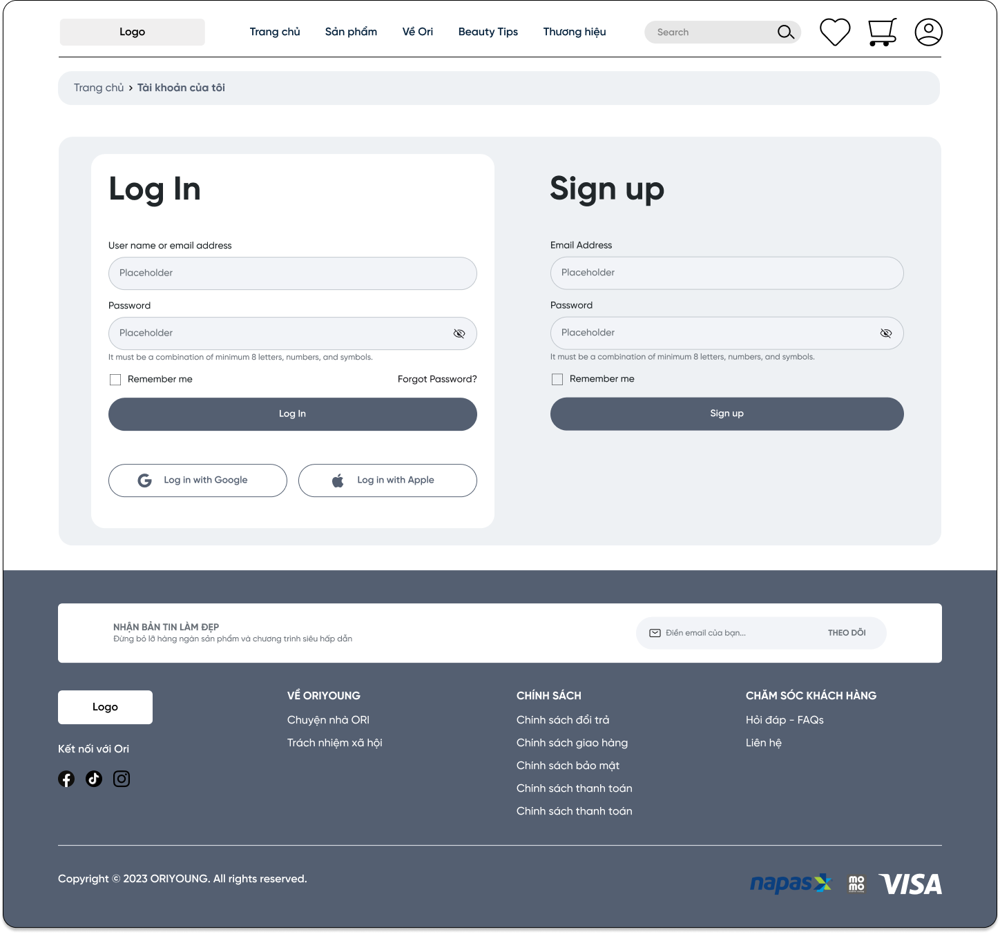 Logo
Trang chủ
Sản phẩm
Về Ori
Beauty Tips
Thương hiệu
Search
Trang chủ › Tài khoản của tôi
Log In
User name or email address
Placeholder
Password
Placeholder
It must be a combination of minimum 8 letters, numbers, and symbols.
Remember me
Forgot Password?
Log In
Log in with Google
Log in with Apple
Sign up
Email Address
Placeholder
Password
Placeholder
It must be a combination of minimum 8 letters, numbers, and symbols.
Remember me
Sign up
NHẬN BẢN TIN LÀM ĐẸP
Đừng bỏ lỡ hàng ngàn sản phẩm và chương trình siêu hấp dẫn
Điền email của bạn...
THEO DÕI
Logo
Kết nối với Ori
VỀ ORIYOUNG
Chuyện nhà ORI
Trách nhiệm xã hội
CHÍNH SÁCH
Chính sách đổi trả
Chính sách giao hàng
Chính sách bảo mật
Chính sách thanh toán
Chính sách thanh toán
CHĂM SÓC KHÁCH HÀNG
Hỏi đáp - FAQs
Liên hệ
Copyright © 2023 ORIYOUNG. All rights reserved.
napas
mo
mo
VISA